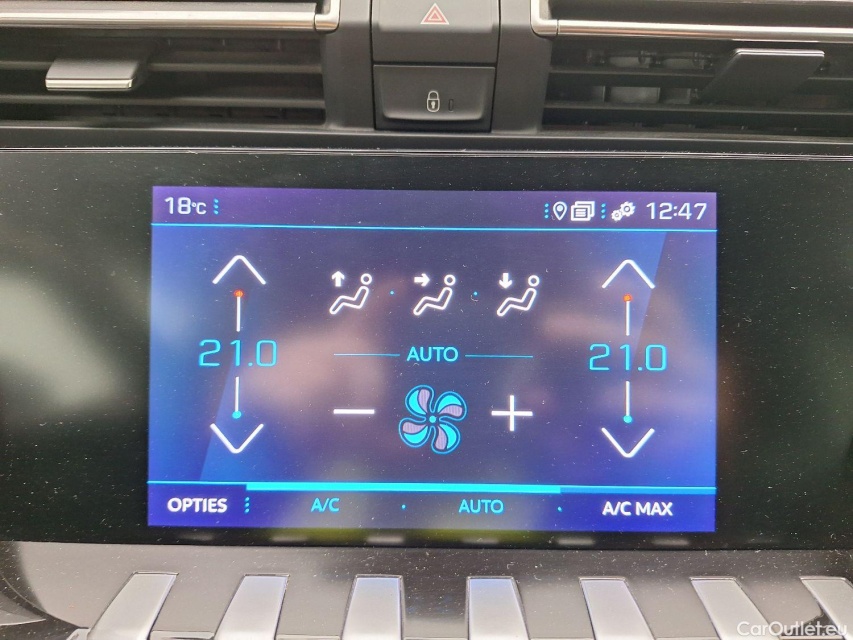 18°C 12:47
21.0 21.0
AUTO
OPTIES A/C AUTO A/C MAX
CarOutlet.eu